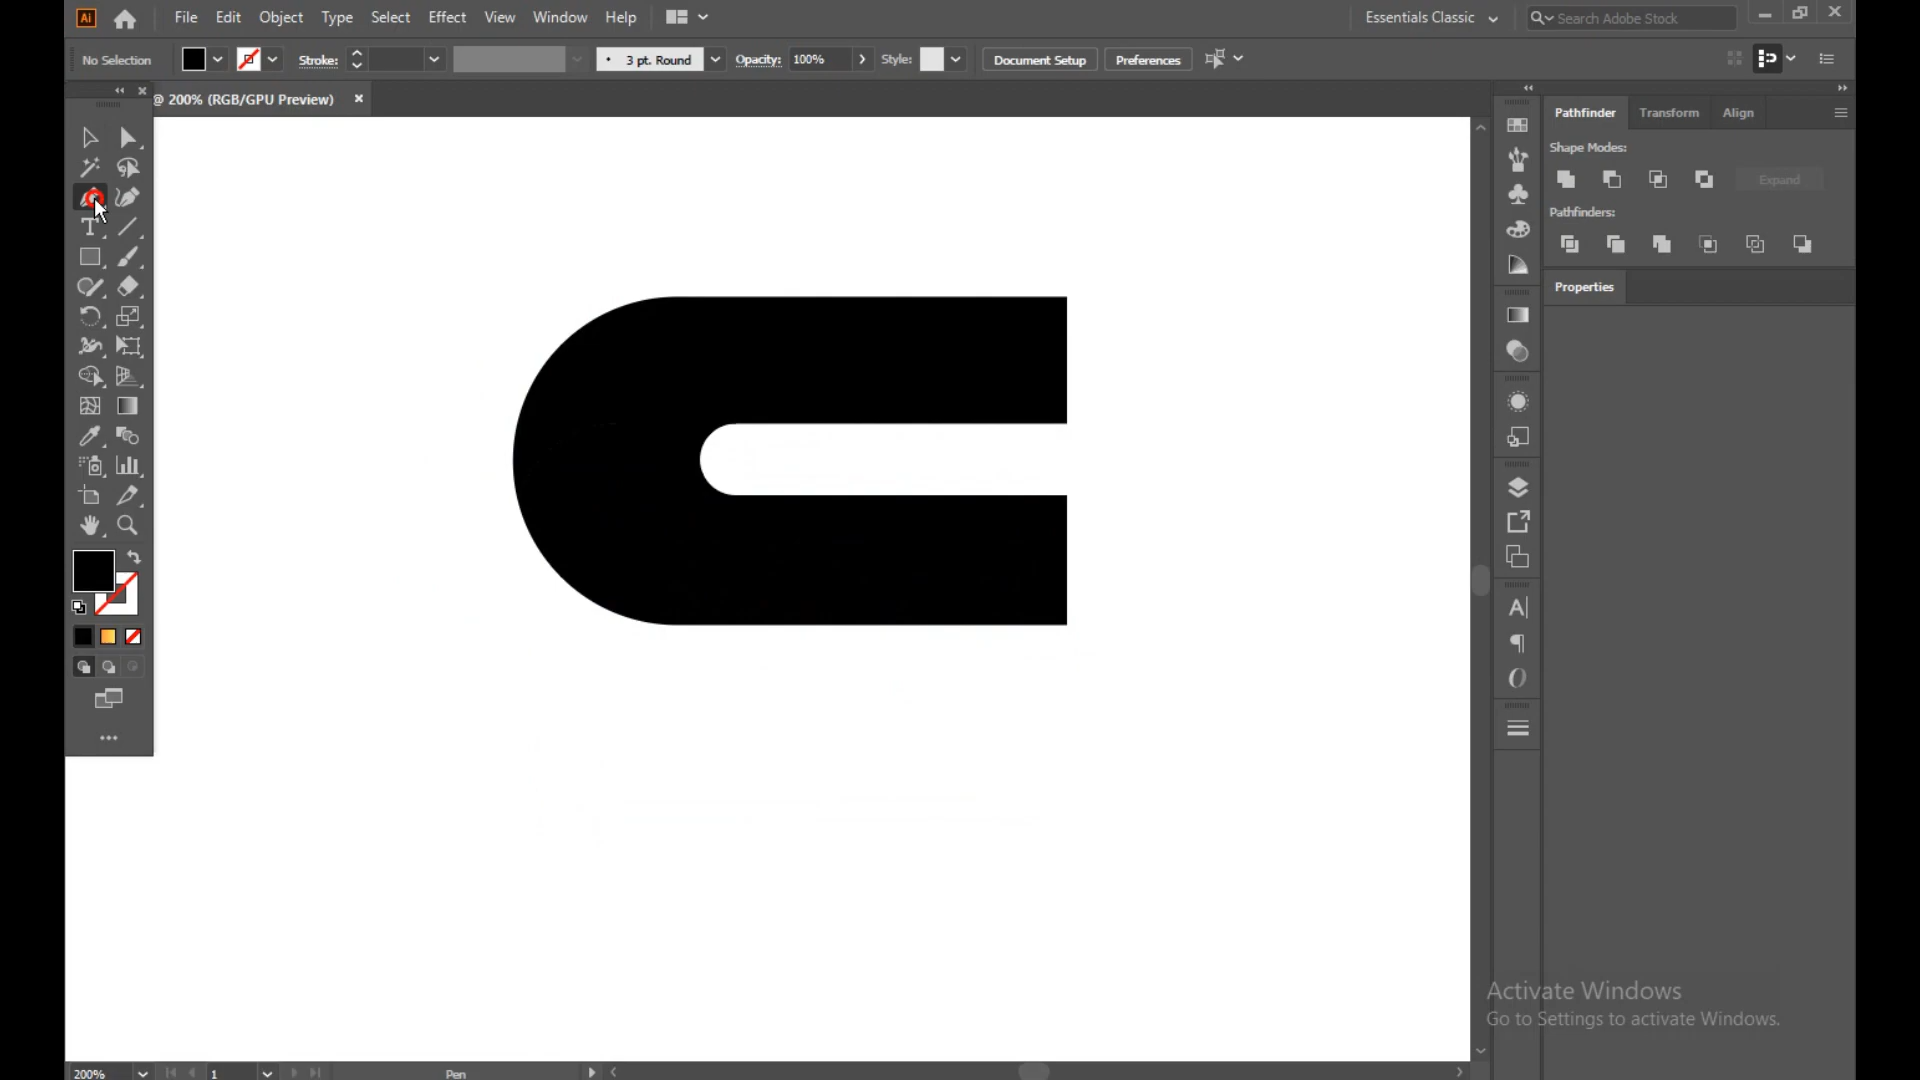 Ai File Edit Object Type Select Effect View Window Help Essentials Classic Search Adobe Stock
No Selection Stroke: 3 pt. Round Opacity: 100% Style: Document Setup Preferences
@ 200% (RGB/GPU Preview)
Pathfinder Transform Align
Shape Modes:
Expand
Pathfinders:
Properties
Activate Windows
Go to Settings to activate Windows.
200% 1 Pen